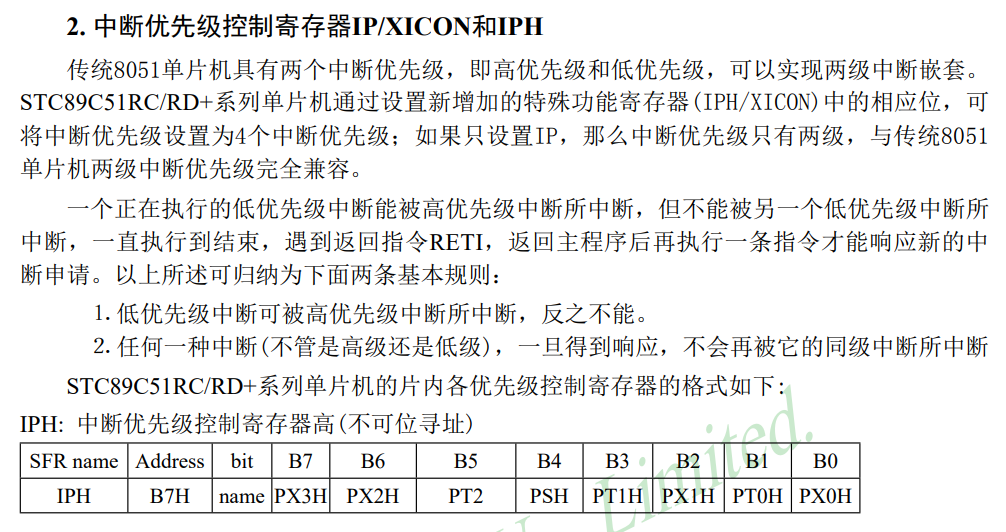 2. 中断优先级控制寄存器IP/XICON和IPH
传统8051单片机具有两个中断优先级，即高优先级和低优先级，可以实现两级中断嵌套。
STC89C51RC/RD+系列单片机通过设置新增加的特殊功能寄存器(IPH/XICON)中的相应位，可
将中断优先级设置为4个中断优先级；如果只设置IP，那么中断优先级只有两级，与传统8051
单片机两级中断优先级完全兼容。
一个正在执行的低优先级中断能被高优先级中断所中断，但不能被另一个低优先级中断所
中断，一直执行到结束，遇到返回指令RETI，返回主程序后再执行一条指令才能响应新的中
断申请。以上所述可归纳为下面两条基本规则：
1. 低优先级中断可被高优先级中断所中断，反之不能。
2. 任何一种中断(不管是高级还是低级)，一旦得到响应，不会再被它的同级中断所中断
STC89C51RC/RD+系列单片机的片内各优先级控制寄存器的格式如下:
IPH: 中断优先级控制寄存器高(不可位寻址)
SFR name Address bit B7 B6 B5 B4 B3 B2 B1 B0
IPH B7H name PX3H PX2H PT2 PSH PT1H PX1H PT0H PX0H
Limited.